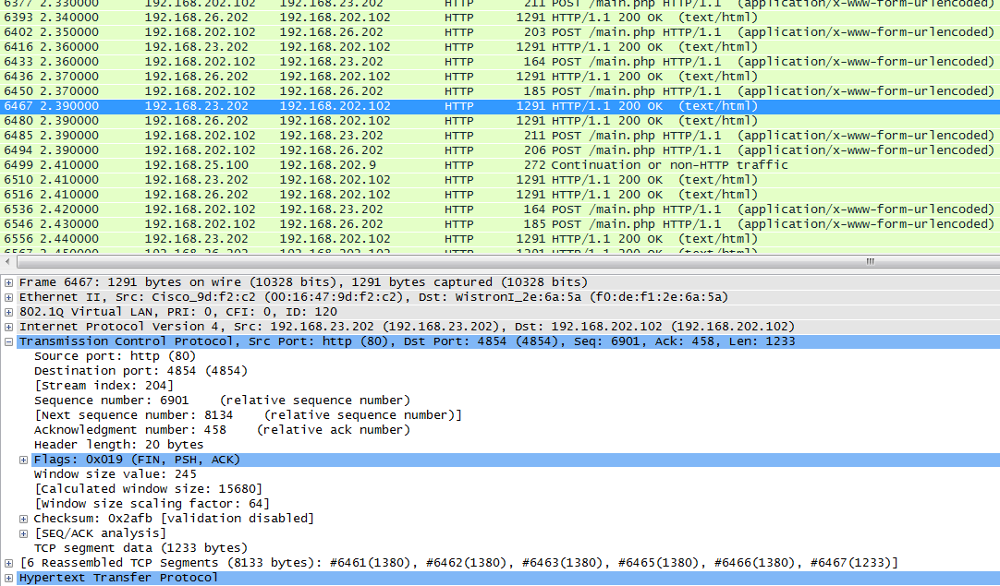 6377 2.330000 192.168.202.102 192.168.23.202 HTTP 211 POST /main.php HTTP/1.1 (application/x-www-form-urlencoded)
6393 2.340000 192.168.26.202 192.168.202.102 HTTP 1291 HTTP/1.1 200 OK (text/html)
6402 2.350000 192.168.202.102 192.168.26.202 HTTP 203 POST /main.php HTTP/1.1 (application/x-www-form-urlencoded)
6416 2.360000 192.168.23.202 192.168.202.102 HTTP 1291 HTTP/1.1 200 OK (text/html)
6433 2.360000 192.168.202.102 192.168.23.202 HTTP 164 POST /main.php HTTP/1.1 (application/x-www-form-urlencoded)
6436 2.370000 192.168.26.202 192.168.202.102 HTTP 1291 HTTP/1.1 200 OK (text/html)
6450 2.370000 192.168.202.102 192.168.26.202 HTTP 185 POST /main.php HTTP/1.1 (application/x-www-form-urlencoded)
6467 2.390000 192.168.23.202 192.168.202.102 HTTP 1291 HTTP/1.1 200 OK (text/html)
6480 2.390000 192.168.26.202 192.168.202.102 HTTP 1291 HTTP/1.1 200 OK (text/html)
6485 2.390000 192.168.202.102 192.168.23.202 HTTP 211 POST /main.php HTTP/1.1 (application/x-www-form-urlencoded)
6494 2.390000 192.168.202.102 192.168.26.202 HTTP 206 POST /main.php HTTP/1.1 (application/x-www-form-urlencoded)
6499 2.410000 192.168.25.100 192.168.202.9 HTTP 272 Continuation or non-HTTP traffic
6510 2.410000 192.168.23.202 192.168.202.102 HTTP 1291 HTTP/1.1 200 OK (text/html)
6516 2.410000 192.168.26.202 192.168.202.102 HTTP 1291 HTTP/1.1 200 OK (text/html)
6536 2.420000 192.168.202.102 192.168.23.202 HTTP 164 POST /main.php HTTP/1.1 (application/x-www-form-urlencoded)
6546 2.430000 192.168.202.102 192.168.26.202 HTTP 185 POST /main.php HTTP/1.1 (application/x-www-form-urlencoded)
6556 2.440000 192.168.23.202 192.168.202.102 HTTP 1291 HTTP/1.1 200 OK (text/html)
6567 2.450000 192.168.26.202 192.168.202.102 HTTP 1291 HTTP/1.1 200 OK (text/html)
Frame 6467: 1291 bytes on wire (10328 bits), 1291 bytes captured (10328 bits)
Ethernet II, Src: Cisco_9d:f2:c2 (00:16:47:9d:f2:c2), Dst: WistronI_2e:6a:5a (f0:de:f1:2e:6a:5a)
802.1Q Virtual LAN, PRI: 0, CFI: 0, ID: 120
Internet Protocol Version 4, Src: 192.168.23.202 (192.168.23.202), Dst: 192.168.202.102 (192.168.202.102)
Transmission Control Protocol, Src Port: http (80), Dst Port: 4854 (4854), Seq: 6901, Ack: 458, Len: 1233
Source port: http (80)
Destination port: 4854 (4854)
[Stream index: 204]
Sequence number: 6901 (relative sequence number)
[Next sequence number: 8134 (relative sequence number)]
Acknowledgment number: 458 (relative ack number)
Header length: 20 bytes
Flags: 0x019 (FIN, PSH, ACK)
Window size value: 245
[Calculated window size: 15680]
[Window size scaling factor: 64]
Checksum: 0x2afb [validation disabled]
[SEQ/ACK analysis]
TCP segment data (1233 bytes)
[6 Reassembled TCP Segments (8133 bytes): #6461(1380), #6462(1380), #6463(1380), #6465(1380), #6466(1380), #6467(1233)]
Hypertext Transfer Protocol